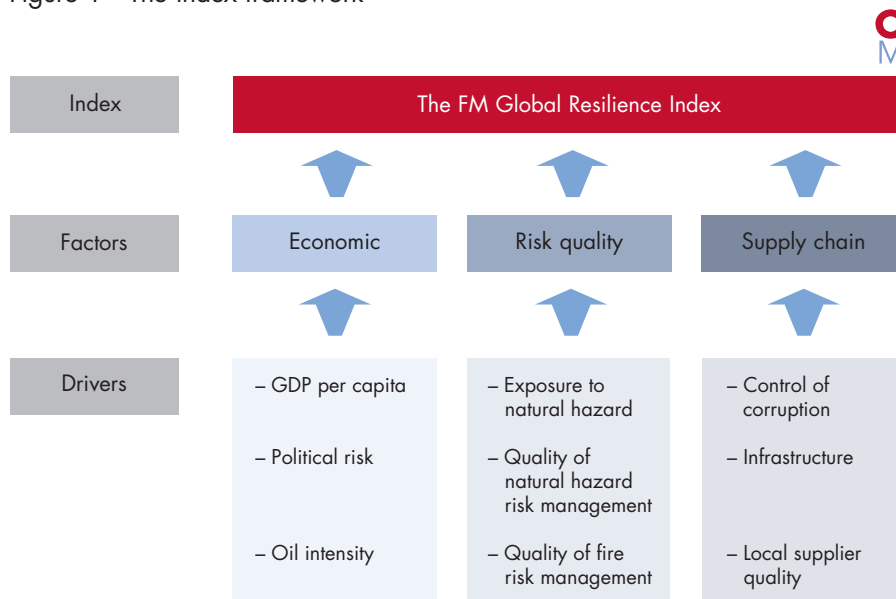 Index
The FM Global Resilience Index
Factors
Economic
Risk quality
Supply chain
Drivers
– GDP per capita
– Political risk
– Oil intensity
– Exposure to
natural hazard
– Quality of
natural hazard
risk management
– Quality of fire
risk management
– Control of
corruption
– Infrastructure
– Local supplier
quality